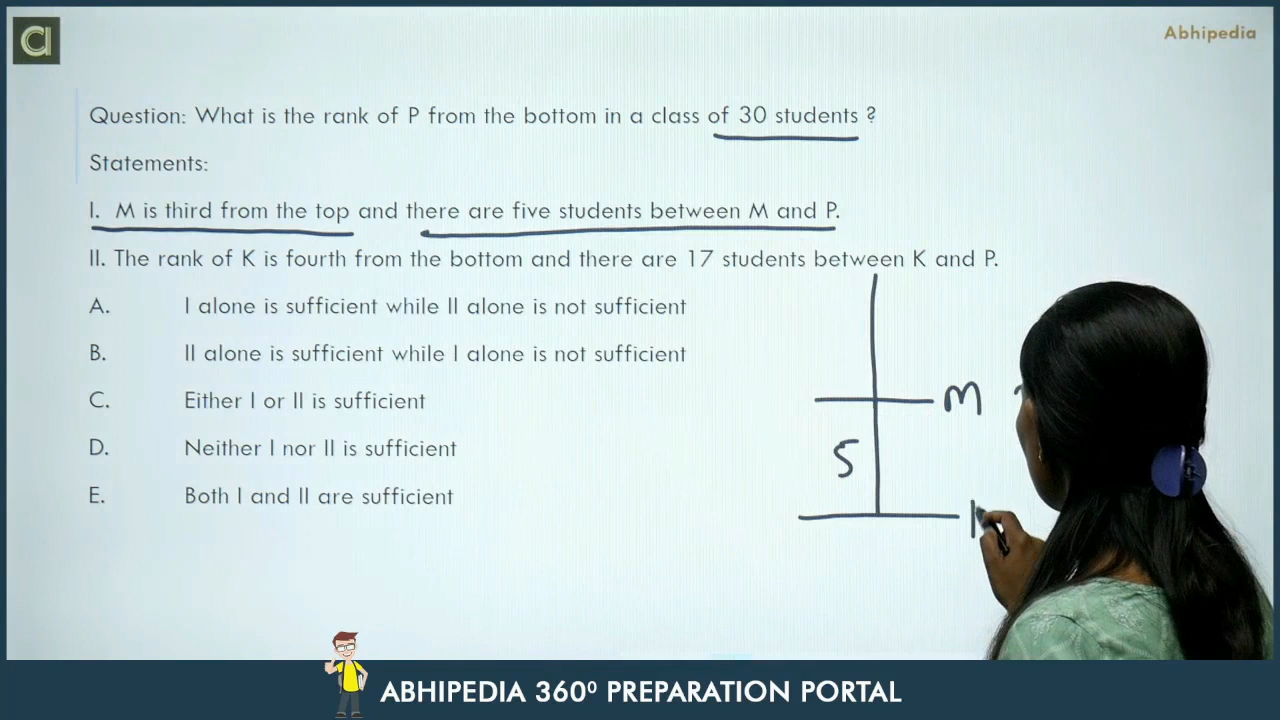 Abhipedia
Question: What is the rank of P from the bottom in a class of 30 students ?
Statements:
I. M is third from the top and there are five students between M and P.
II. The rank of K is fourth from the bottom and there are 17 students between K and P.
A. I alone is sufficient while II alone is not sufficient
B. II alone is sufficient while I alone is not sufficient
C. Either I or II is sufficient
D. Neither I nor II is sufficient
E. Both I and II are sufficient
M
5
ABHIPEDIA 360⁰ PREPARATION PORTAL